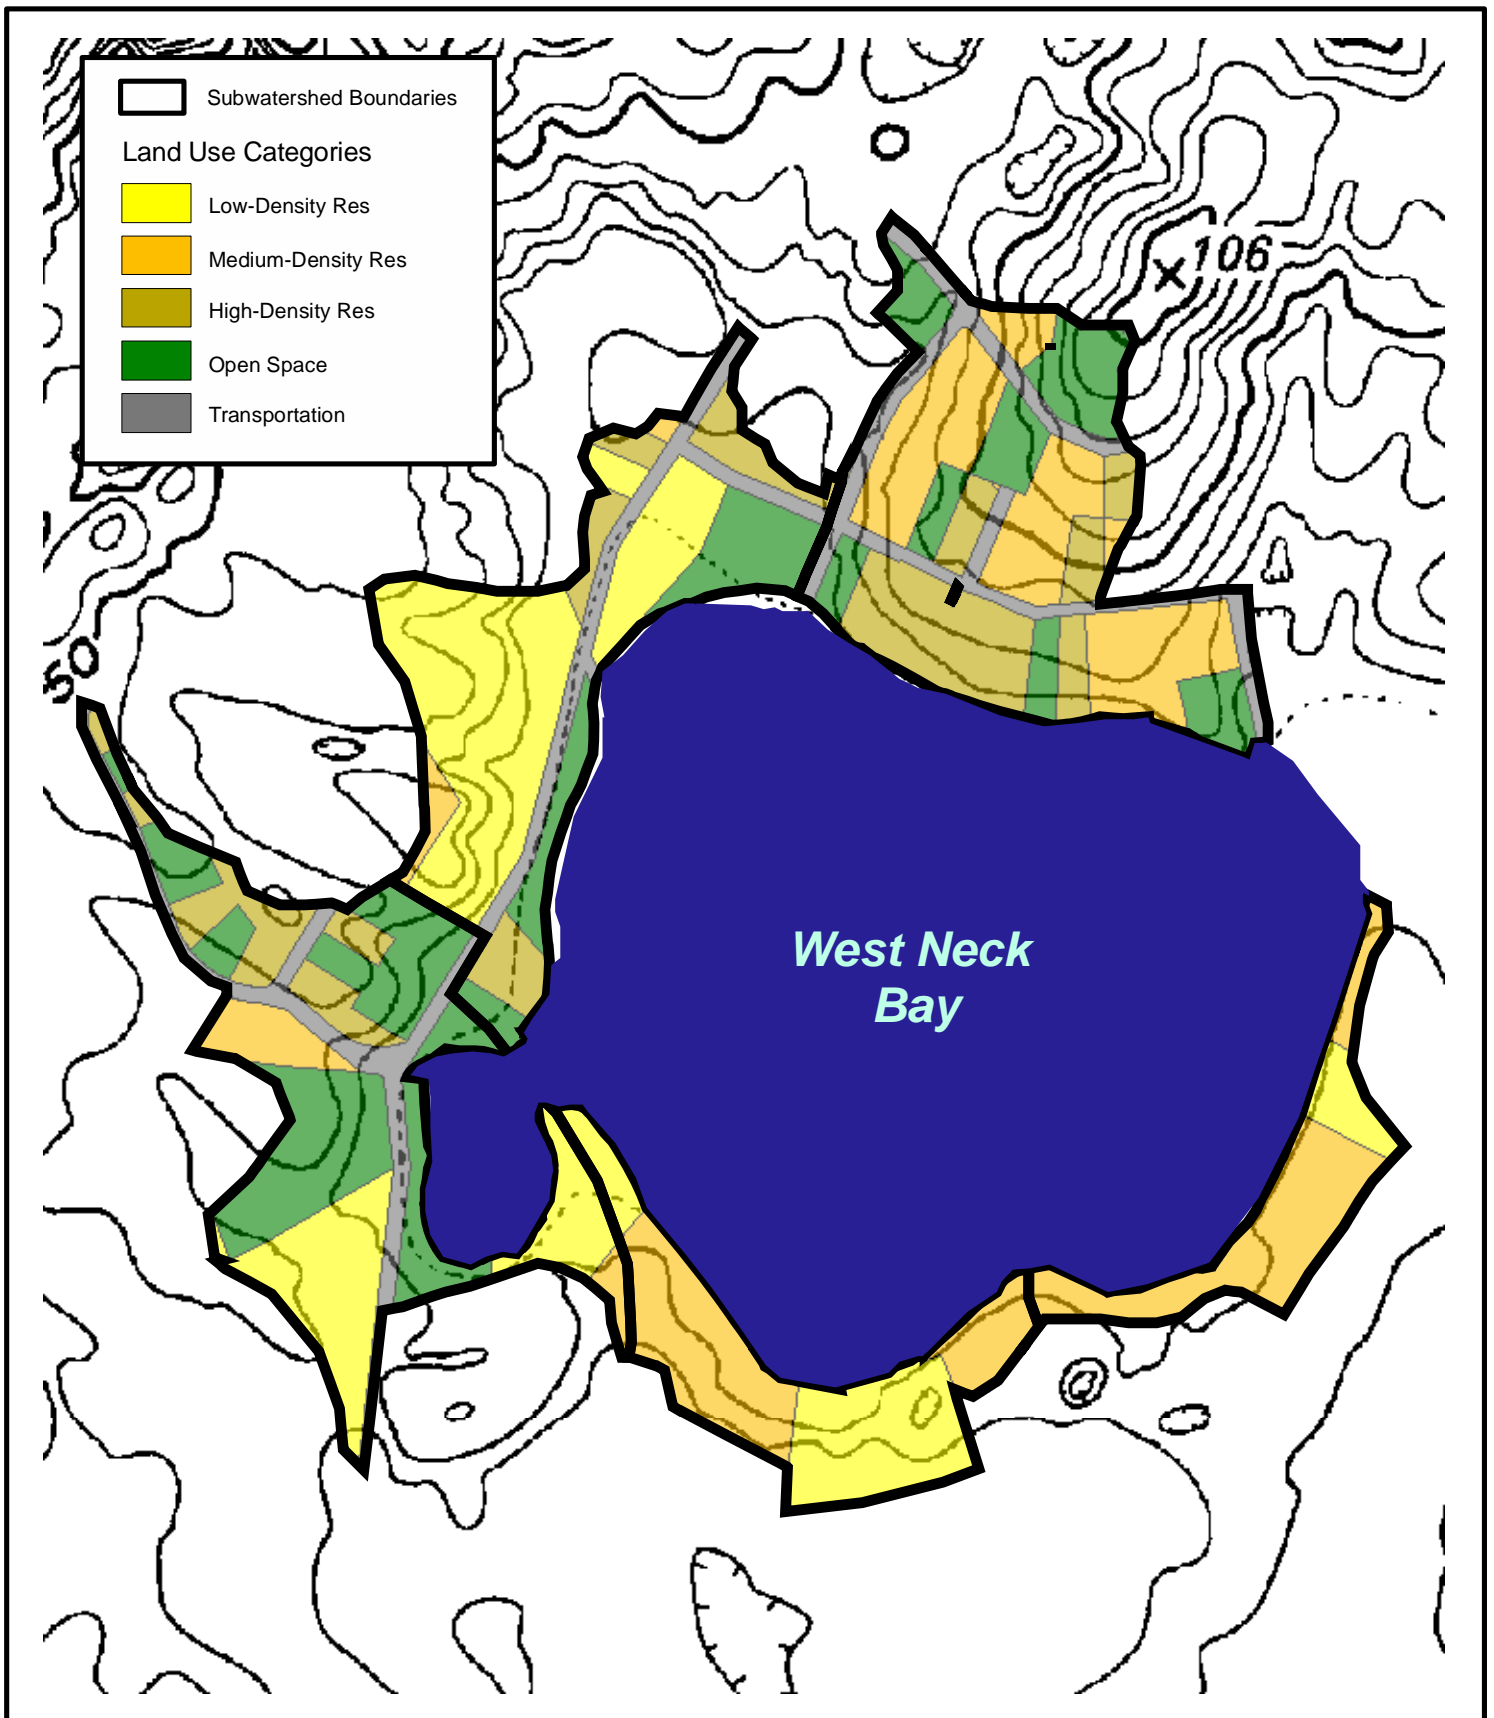 Subwatershed Boundaries
Land Use Categories
Low-Density Res
Medium-Density Res
High-Density Res
Open Space
Transportation
106
50
West Neck
Bay